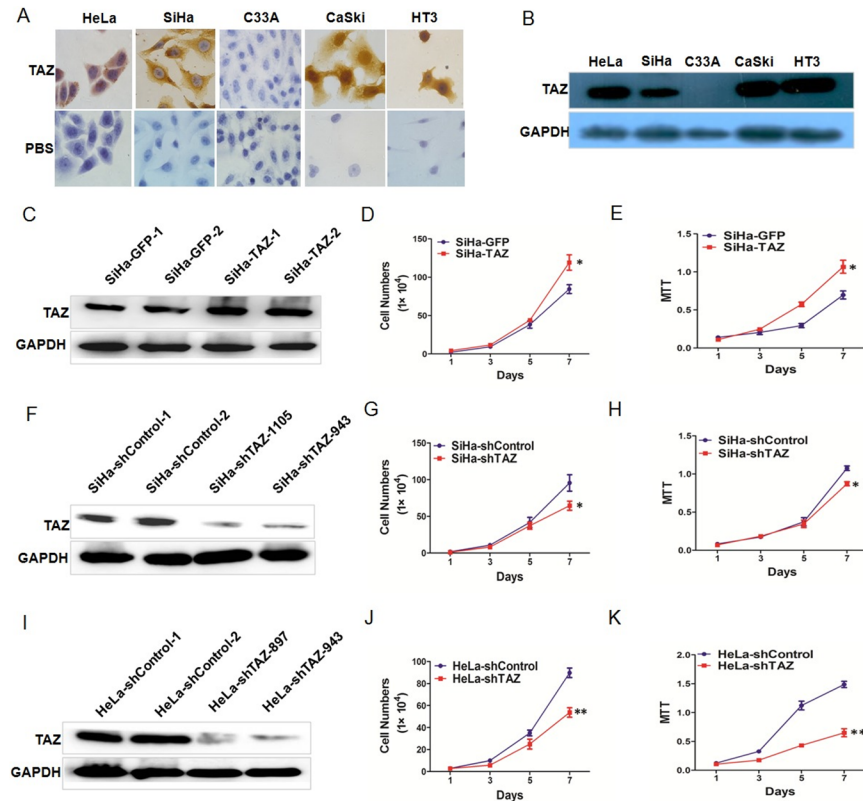 A
HeLa SiHa C33A CaSki HT3
TAZ
PBS
B
HeLa SiHa C33A CaSki HT3
TAZ
GAPDH
C
SiHa-GFP-1 SiHa-GFP-2 SiHa-TAZ-1 SiHa-TAZ-2
TAZ
GAPDH
D
SiHa-GFP
SiHa-TAZ
Cell Numbers
(1× 10⁴)
150
100
50
0
*
1 3 5 7
Days
E
SiHa-GFP
SiHa-TAZ
MTT
1.5
1.0
0.5
0.0
*
1 3 5 7
Days
F
SiHa-shControl-1 SiHa-shControl-2 SiHa-shTAZ-1105 SiHa-shTAZ-943
TAZ
GAPDH
G
SiHa-shControl
SiHa-shTAZ
Cell Numbers
(1× 10⁴)
150
100
50
0
*
1 3 5 7
Days
H
SiHa-shControl
SiHa-shTAZ
MTT
1.5
1.0
0.5
0.0
*
1 3 5 7
Days
I
HeLa-shControl-1 HeLa-shControl-2 HeLa-shTAZ-897 HeLa-shTAZ-943
TAZ
GAPDH
J
HeLa-shControl
HeLa-shTAZ
Cell Numbers
(1× 10⁴)
100
80
60
40
20
0
**
1 3 5 7
Days
K
HeLa-shControl
HeLa-shTAZ
MTT
2.0
1.5
1.0
0.5
0.0
**
1 3 5 7
Days